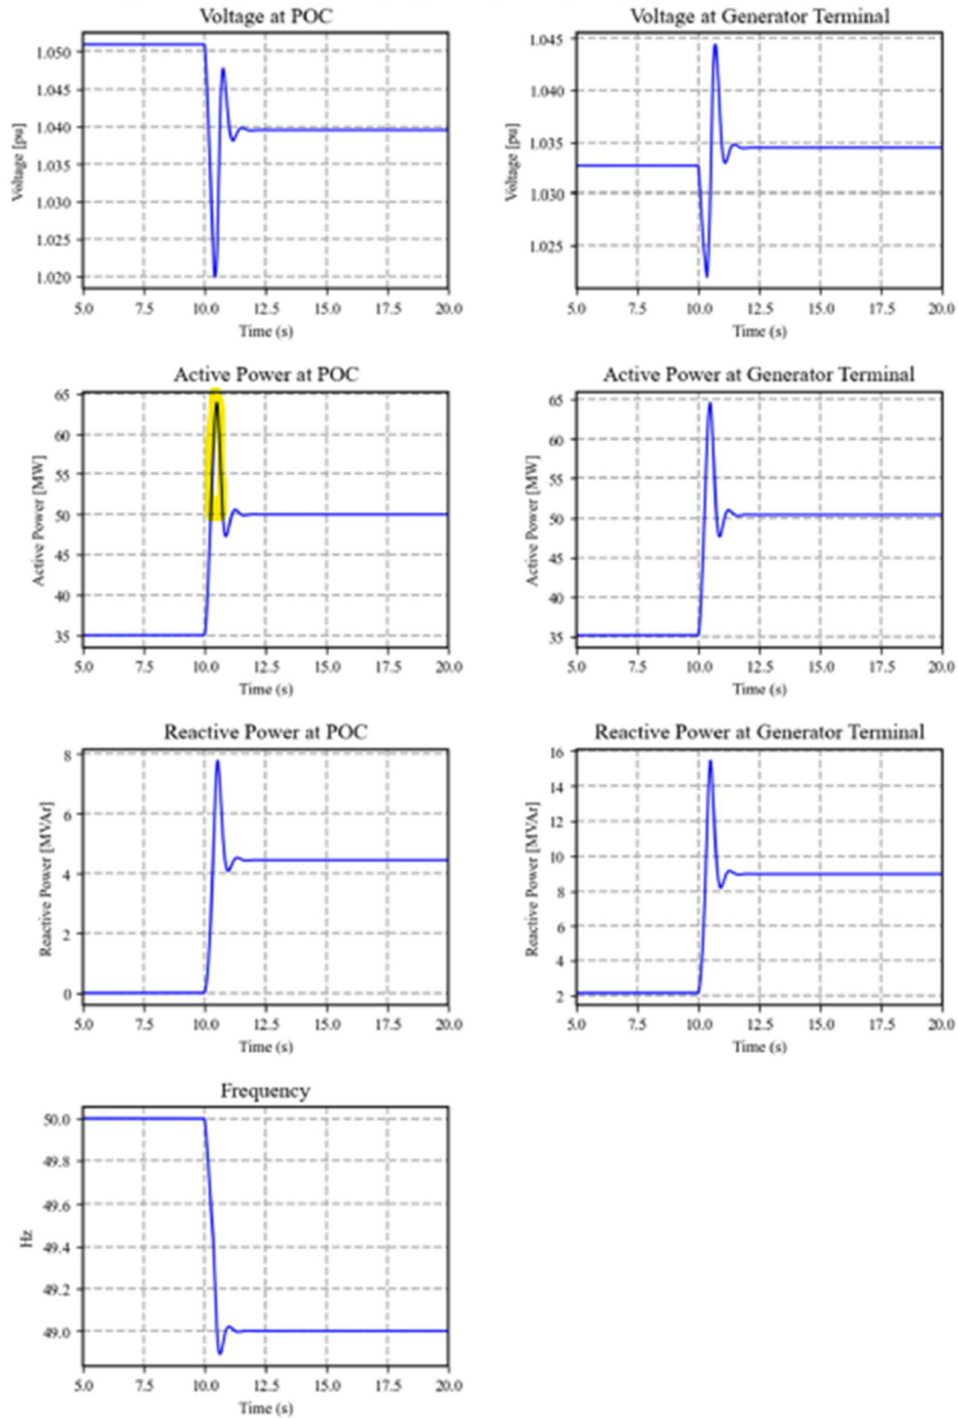 Voltage at POC
Voltage [pu]
1.050
1.045
1.040
1.035
1.030
1.025
1.020
5.0 7.5 10.0 12.5 15.0 17.5 20.0
Time (s)
Voltage at Generator Terminal
Voltage [pu]
1.045
1.040
1.035
1.030
1.025
5.0 7.5 10.0 12.5 15.0 17.5 20.0
Time (s)
Active Power at POC
Active Power [MW]
65
60
55
50
45
40
35
5.0 7.5 10.0 12.5 15.0 17.5 20.0
Time (s)
Active Power at Generator Terminal
Active Power [MW]
65
60
55
50
45
40
35
5.0 7.5 10.0 12.5 15.0 17.5 20.0
Time (s)
Reactive Power at POC
Reactive Power [MVAr]
8
6
4
2
0
5.0 7.5 10.0 12.5 15.0 17.5 20.0
Time (s)
Reactive Power at Generator Terminal
Reactive Power [MVAr]
16
14
12
10
8
6
4
2
5.0 7.5 10.0 12.5 15.0 17.5 20.0
Time (s)
Frequency
Hz
50.0
49.8
49.6
49.4
49.2
49.0
5.0 7.5 10.0 12.5 15.0 17.5 20.0
Time (s)